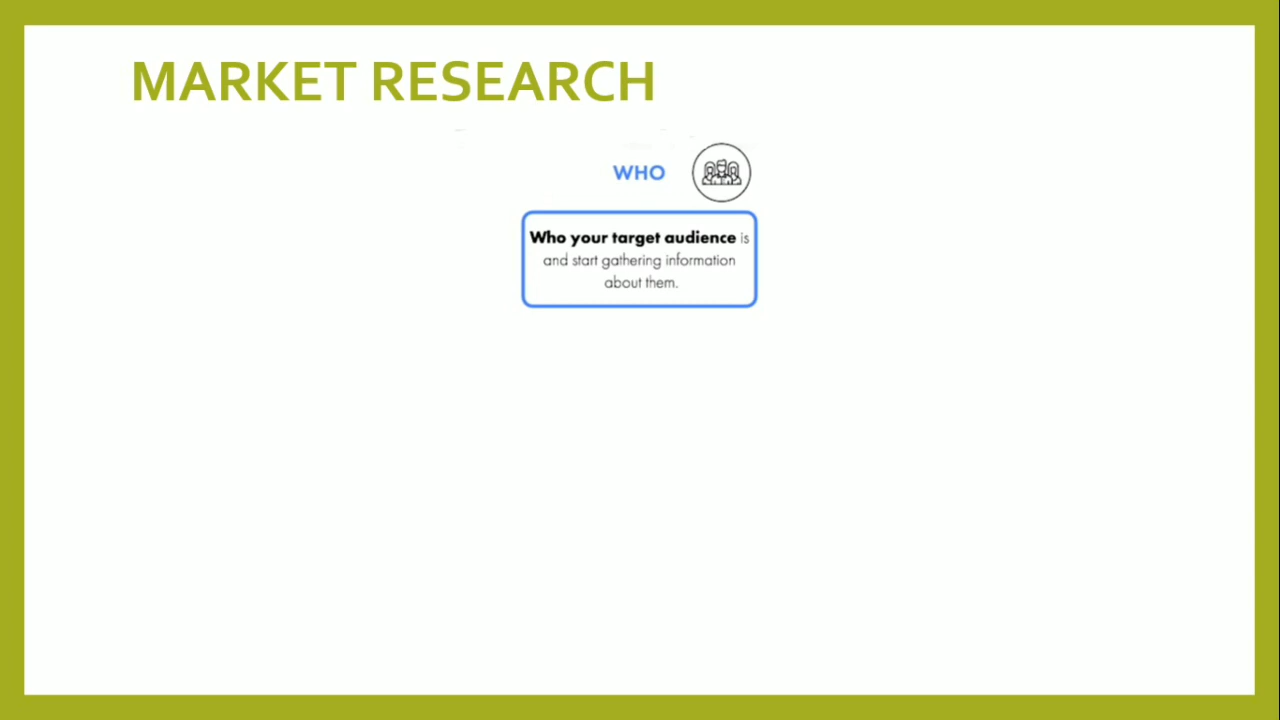 MARKET RESEARCH
WHO
Who your target audience is
and start gathering information
about them.